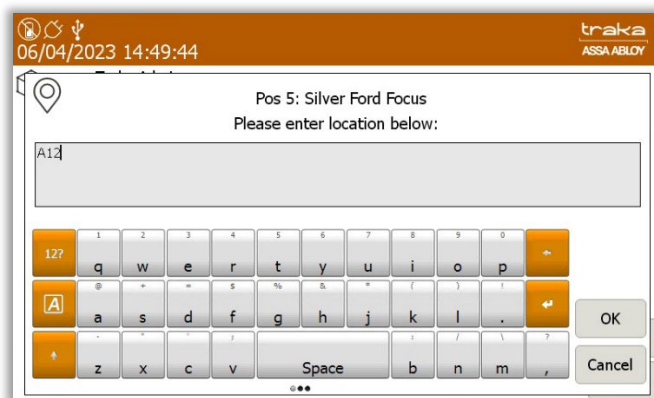 traka
06/04/2023 14:49:44
ASSA ABLOY
Pos 5: Silver Ford Focus
Please enter location below:
A12
1 2 3 4 5 6 7 8 9 0
12? q w e r t y u i o p
@ + = $ % & * ( ) !
A a s d f g h j k l .
- " ' ; : / \ ?
z x c v Space b n m ,
OK
Cancel